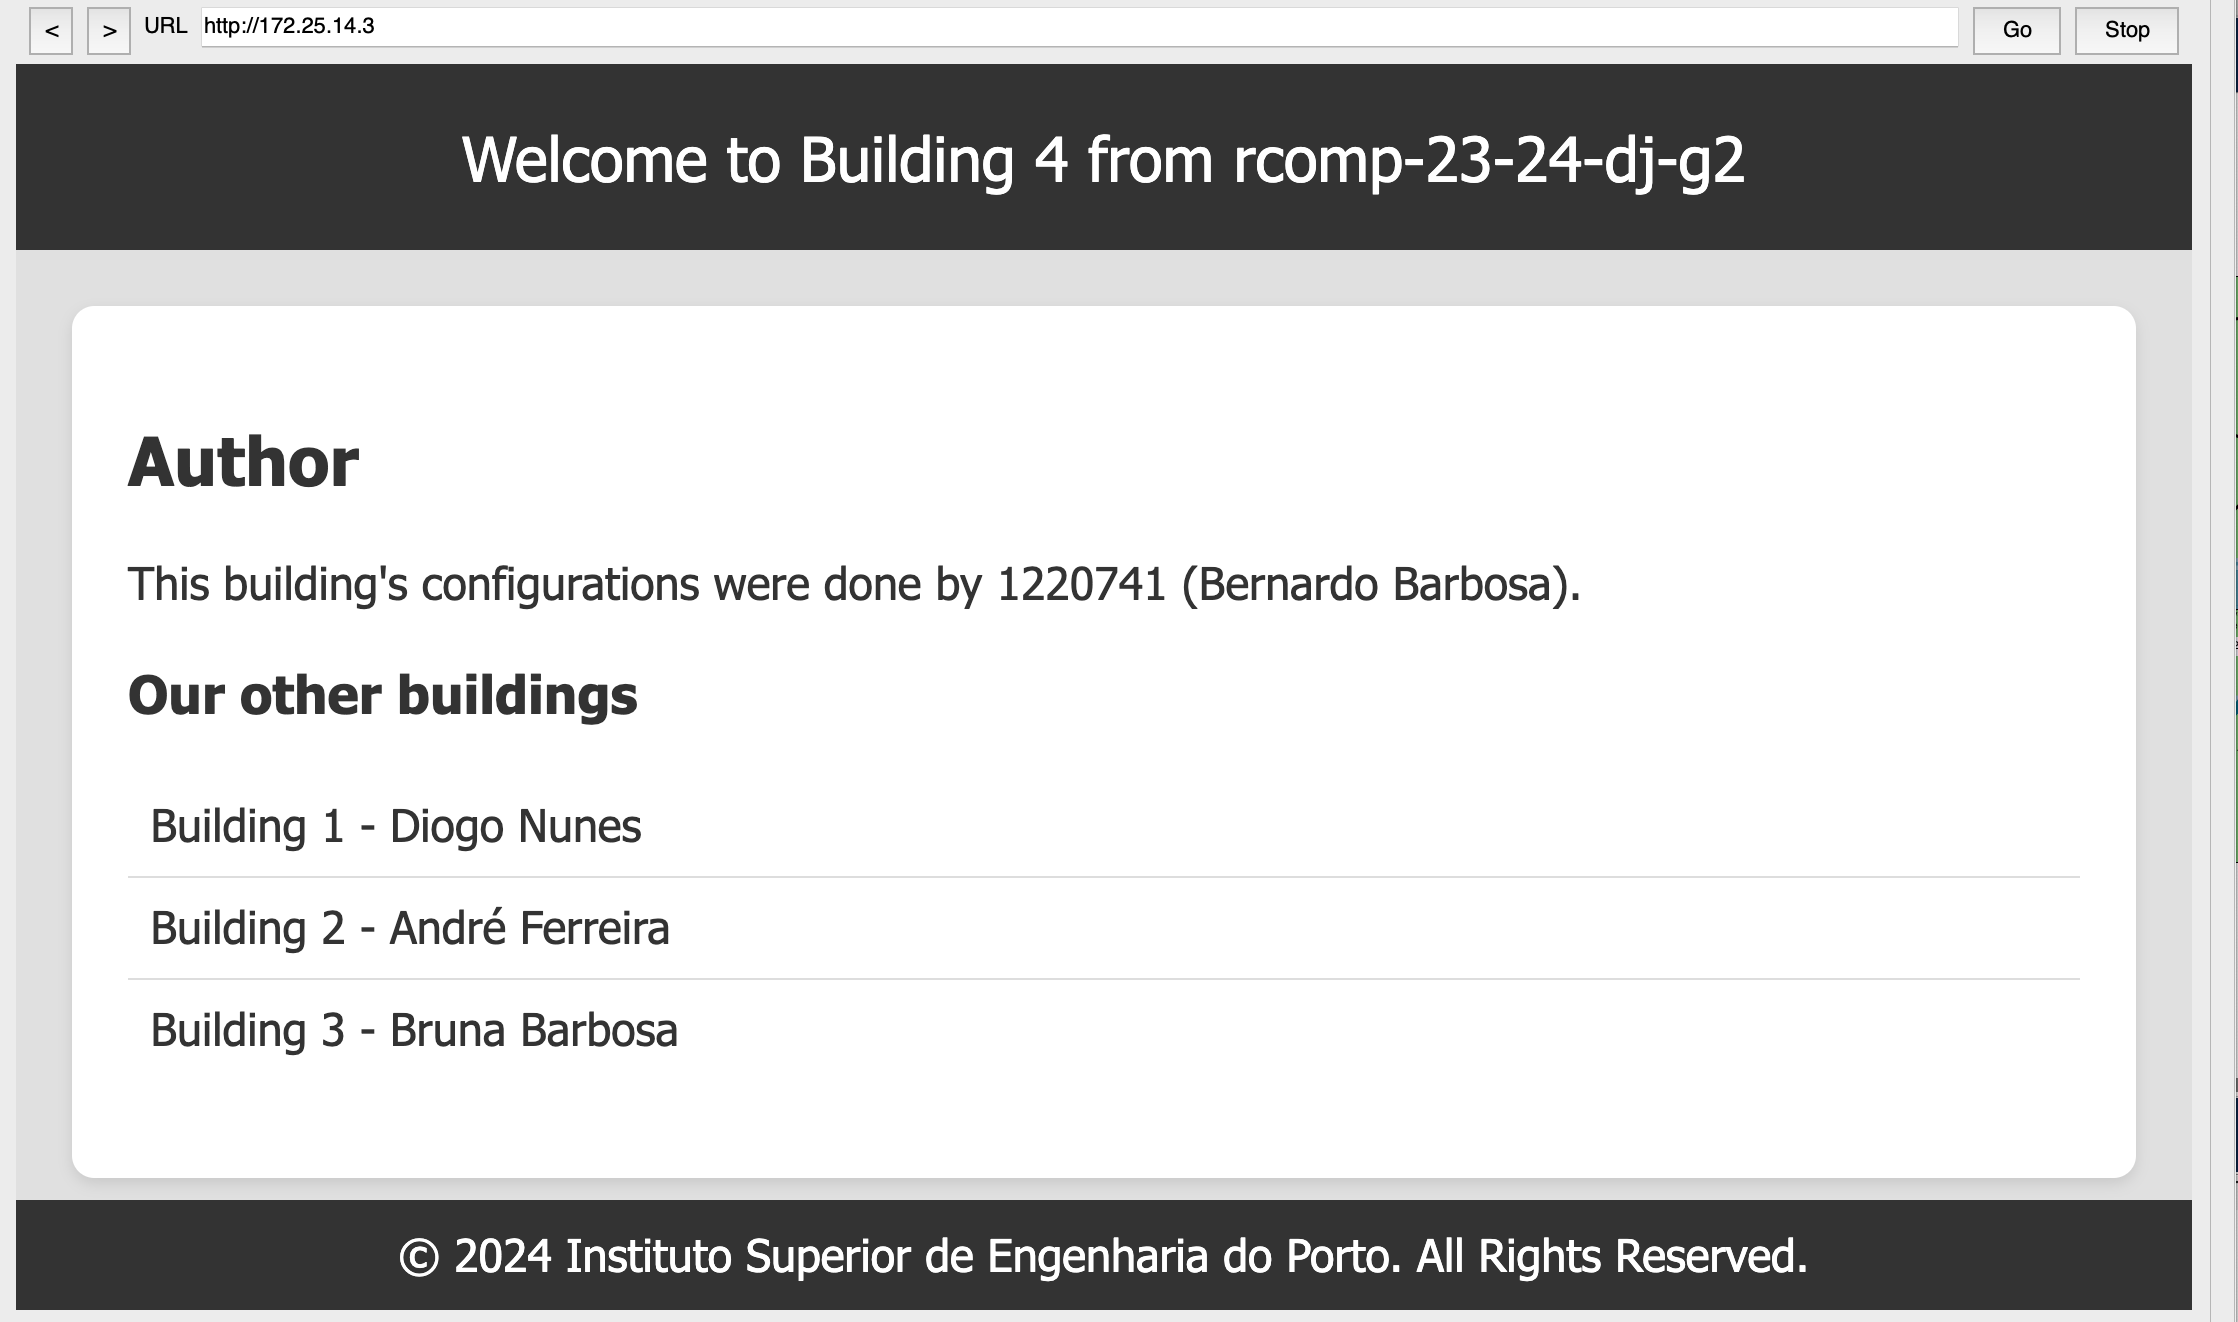 < > URL http://172.25.14.3 Go Stop
Welcome to Building 4 from rcomp-23-24-dj-g2
Author
This building's configurations were done by 1220741 (Bernardo Barbosa).
Our other buildings
Building 1 - Diogo Nunes
Building 2 - André Ferreira
Building 3 - Bruna Barbosa
© 2024 Instituto Superior de Engenharia do Porto. All Rights Reserved.